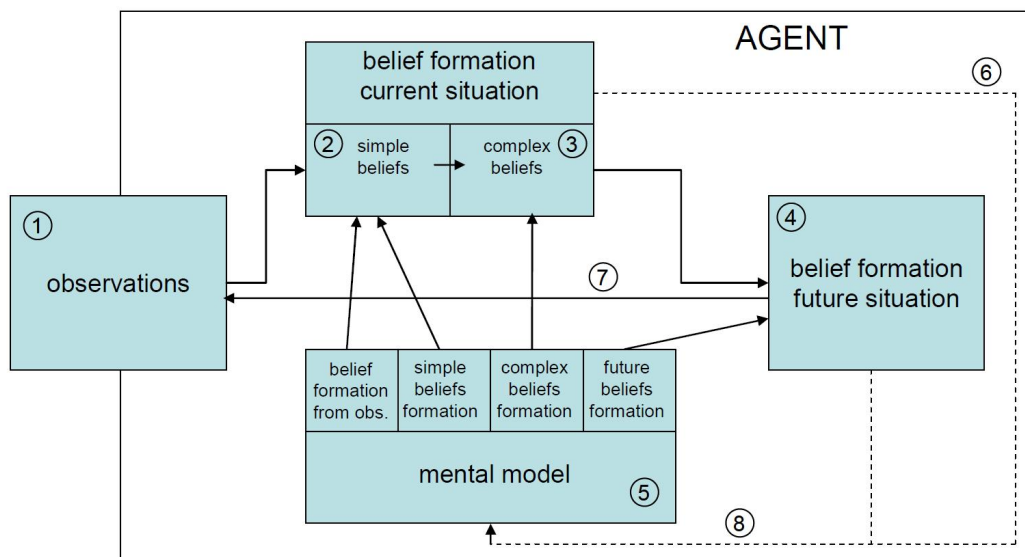 AGENT
belief formation
current situation
⑥
② simple
beliefs
complex ③
beliefs
①
observations
④
belief formation
future situation
⑦
belief
formation
from obs.
simple
beliefs
formation
complex
beliefs
formation
future
beliefs
formation
mental model
⑤
⑧